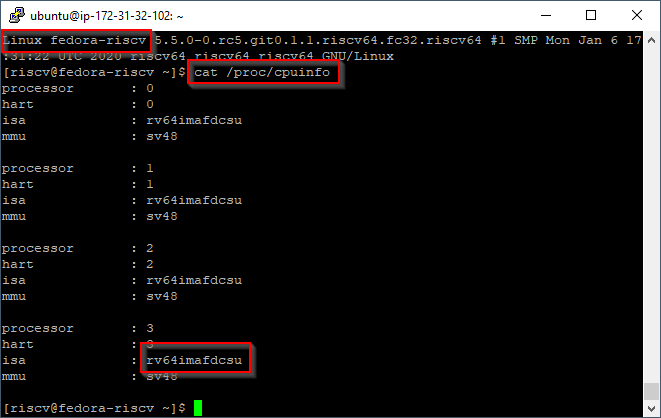 ubuntu@ip-172-31-32-102: ~
Linux fedora-riscv 5.5.0-0.rc5.git0.1.1.riscv64.fc32.riscv64 #1 SMP Mon Jan 6 17
:31:22 UTC 2020 riscv64 riscv64 riscv64 GNU/Linux
[riscv@fedora-riscv ~]$ cat /proc/cpuinfo
processor : 0
hart : 0
isa : rv64imafdcsu
mmu : sv48
processor : 1
hart : 1
isa : rv64imafdcsu
mmu : sv48
processor : 2
hart : 2
isa : rv64imafdcsu
mmu : sv48
processor : 3
hart : 3
isa : rv64imafdcsu
mmu : sv48
[riscv@fedora-riscv ~]$